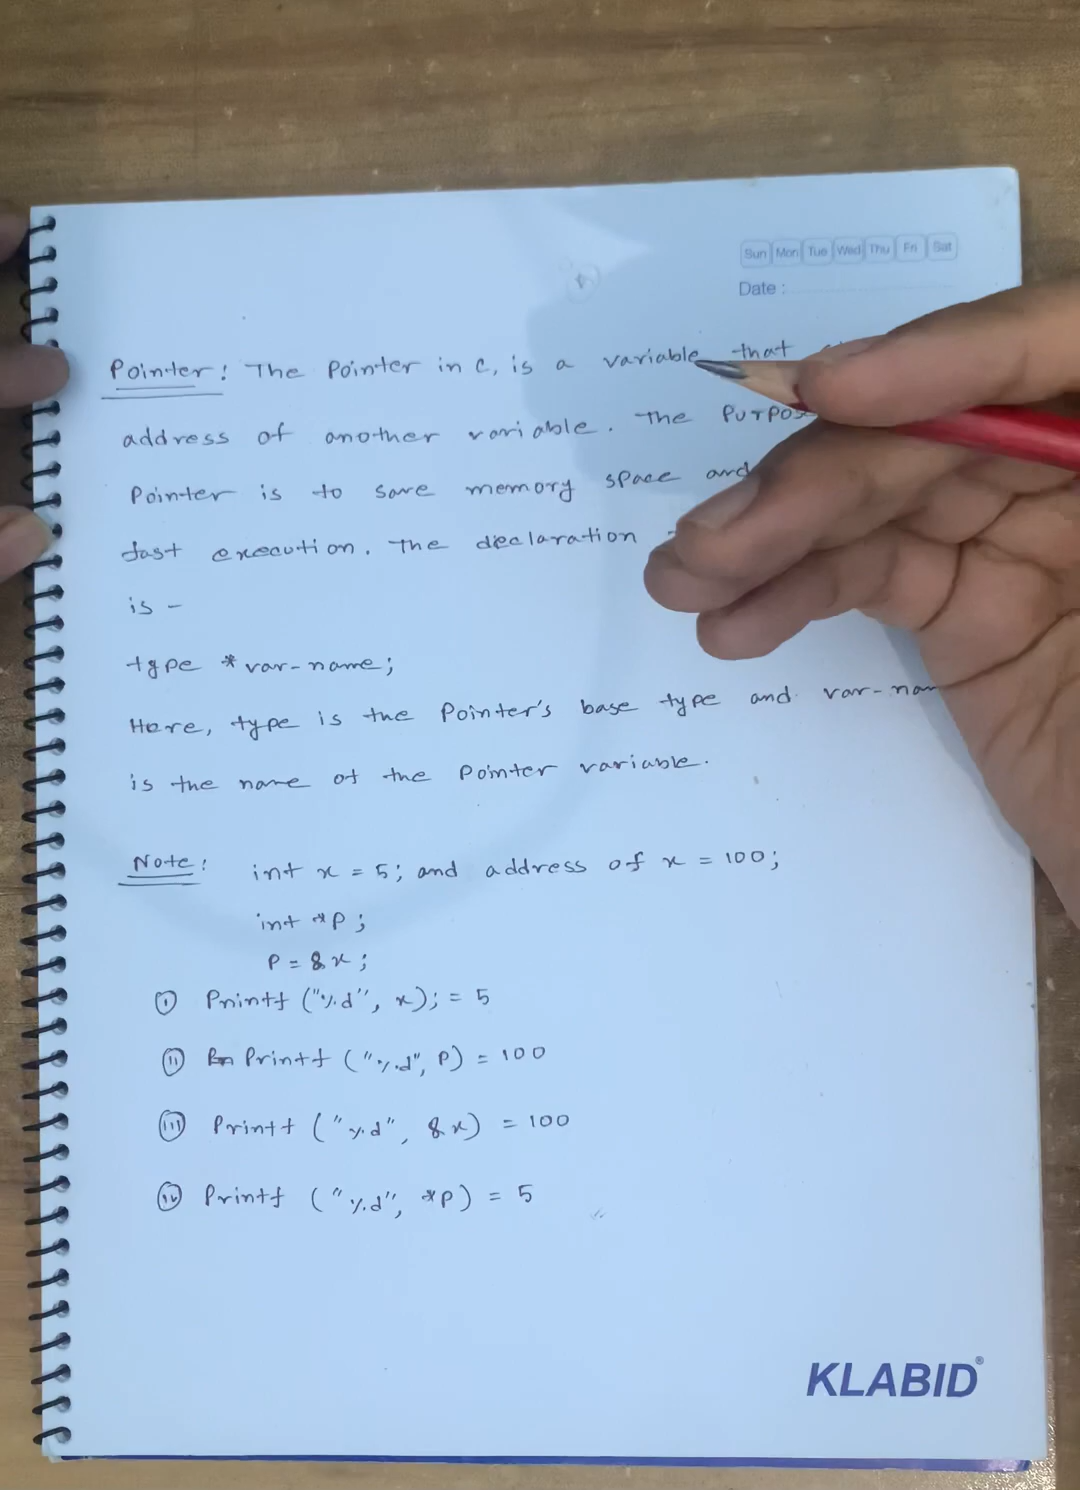 Sun Mon Tue Wed Thu Fri Sat
Date :
Pointer: The Pointer in C, is a variable that
address of another variable. The
Pointer is to save memory space and
fast execution. The declaration
is -
type *var-name;
Here, type is the Pointer's base type and var-
is the name of the Pointer variable.
Note: int x = 5; and address of x = 100;
int *P;
P = &x;
(i) Printf ("%d", x); = 5
(ii) Printf ("%d", P) = 100
(iii) Printf ("%d", &x) = 100
(iv) Printf ("%d", *P) = 5
KLABID®